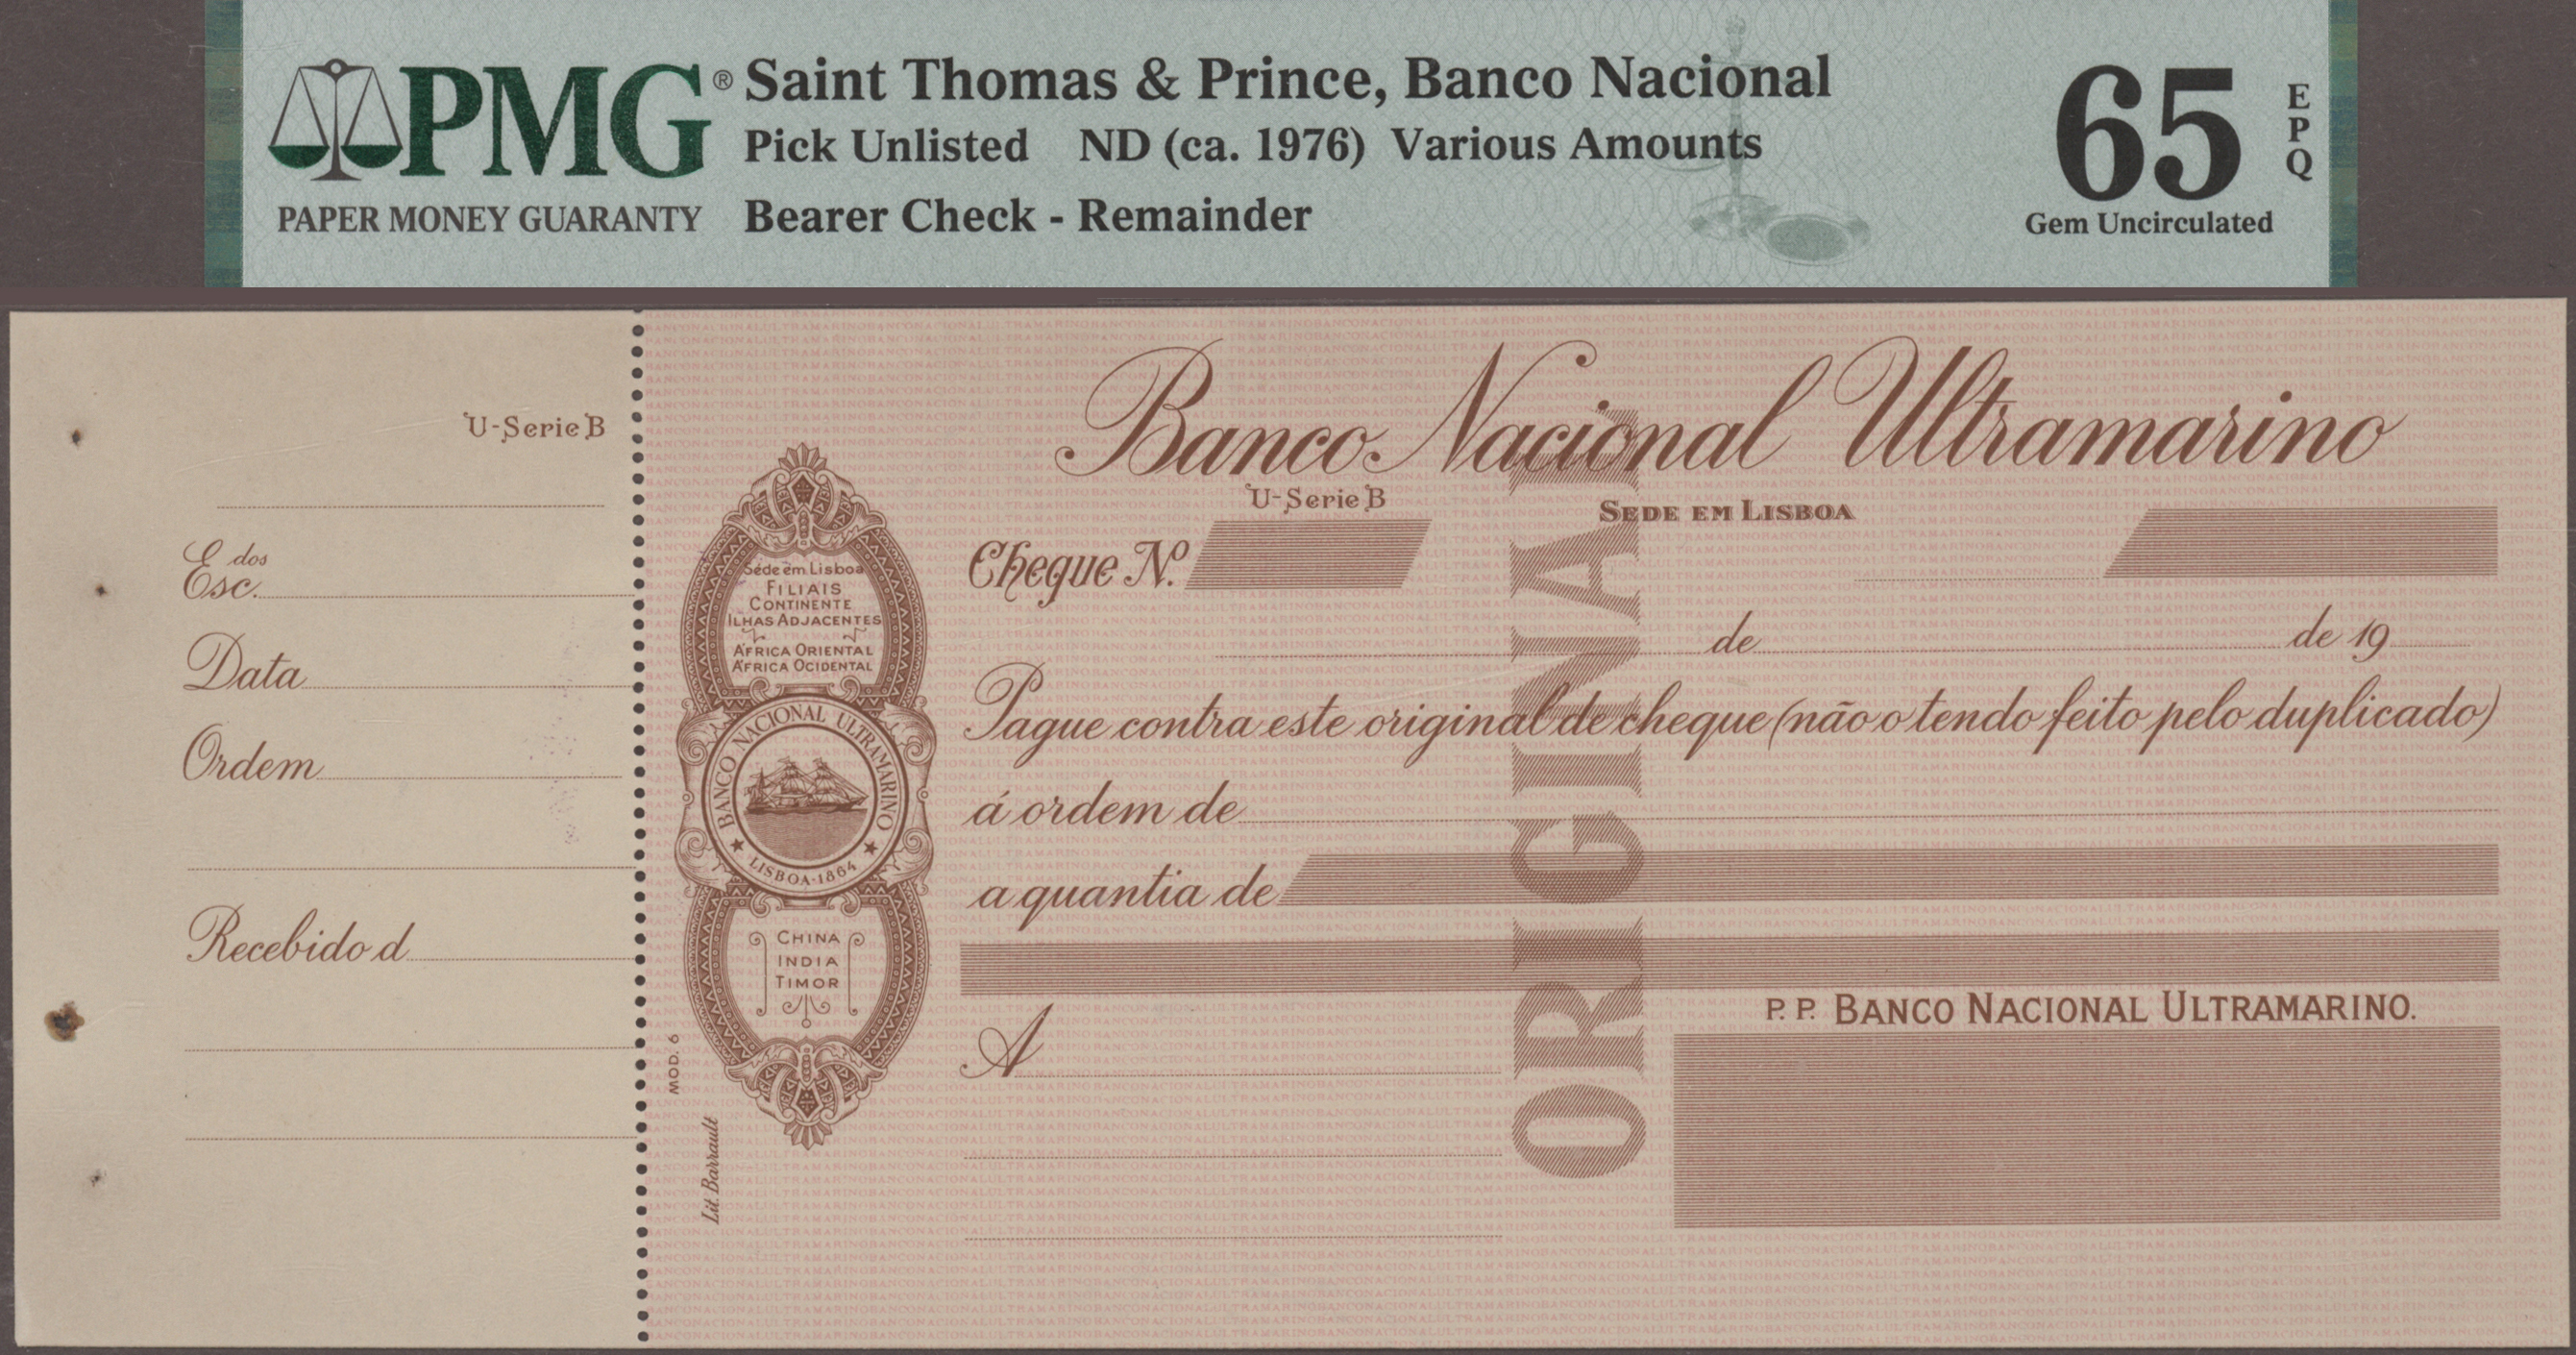 PMG®
PAPER MONEY GUARANTY
Saint Thomas & Prince, Banco Nacional
Pick Unlisted ND (ca. 1976) Various Amounts
Bearer Check - Remainder
65
EPQ
Gem Uncirculated
U-Serie B
E dos
Esc.
Data
Ordem
Recebido d
Séde em Lisboa
FILIAIS
CONTINENTE
ILHAS ADJACENTES
AFRICA ORIENTAL
AFRICA OCIDENTAL
BANCO NACIONAL ULTRAMARINO
★ LISBOA-1864 ★
CHINA
INDIA
TIMOR
MOD. 6
Lit. Barrault
Banco Nacional Ultramarino
U-Serie B
SEDE EM LISBOA
Cheque Nº.
de de 19
Pague contra este original de cheque (não o tendo feito pelo duplicado)
á ordem de
a quantia de
P. P. BANCO NACIONAL ULTRAMARINO.
A
ORIGINAL
BANCONACIONALULTRAMARINO